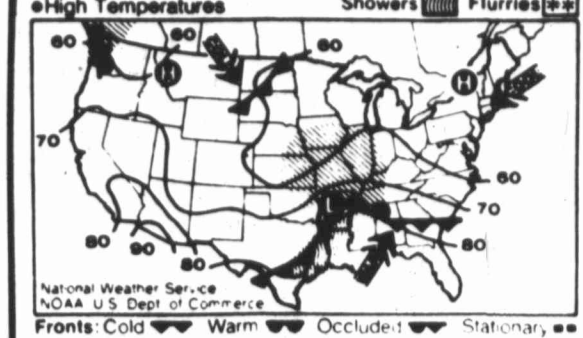 ●High Temperatures Showers Flurries **
60 60 60
H H
70
60
70
80
80 90 80 80
L
National Weather Service
NOAA U S Dept of Commerce
Fronts: Cold Warm Occluded Stationary